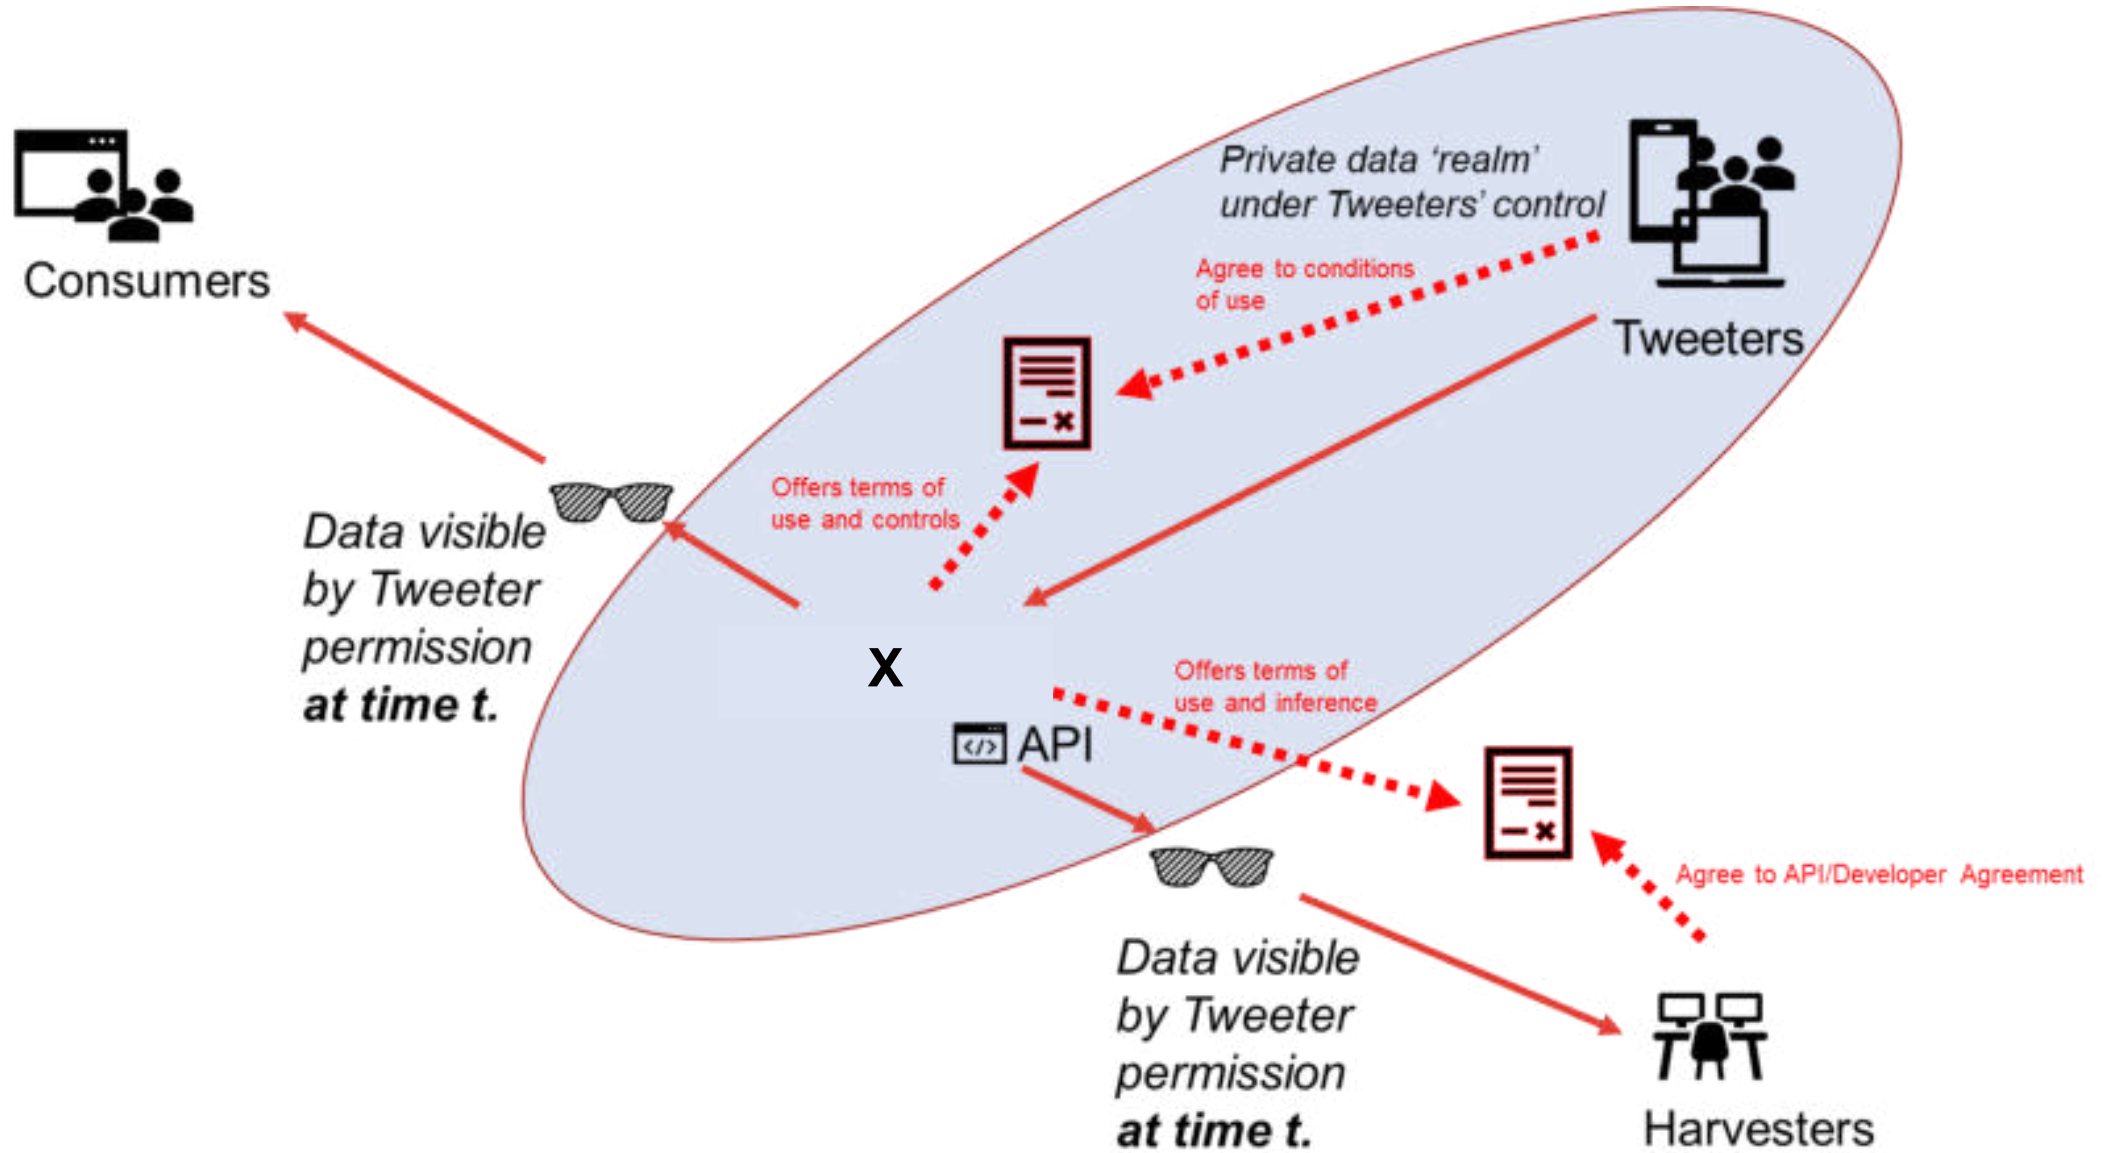 Private data ‘realm’
under Tweeters’ control
Consumers
Agree to conditions
of use
Tweeters
Offers terms of
use and controls
Data visible
by Tweeter
permission
at time t.
X
Offers terms of
use and inference
</> API
Agree to API/Developer Agreement
Data visible
by Tweeter
permission
at time t.
Harvesters